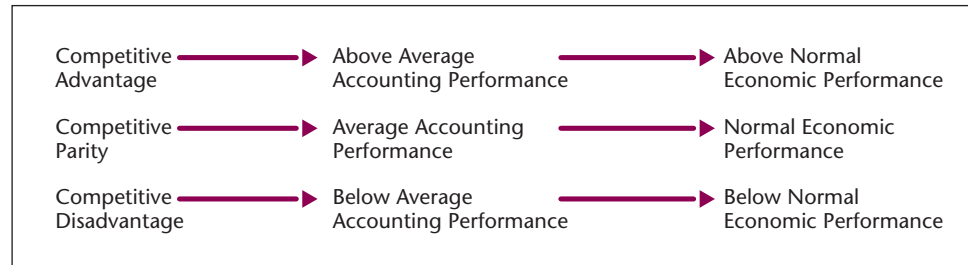 Competitive
Advantage
Above Average
Accounting Performance
Above Normal
Economic Performance
Competitive
Parity
Average Accounting
Performance
Normal Economic
Performance
Competitive
Disadvantage
Below Average
Accounting Performance
Below Normal
Economic Performance